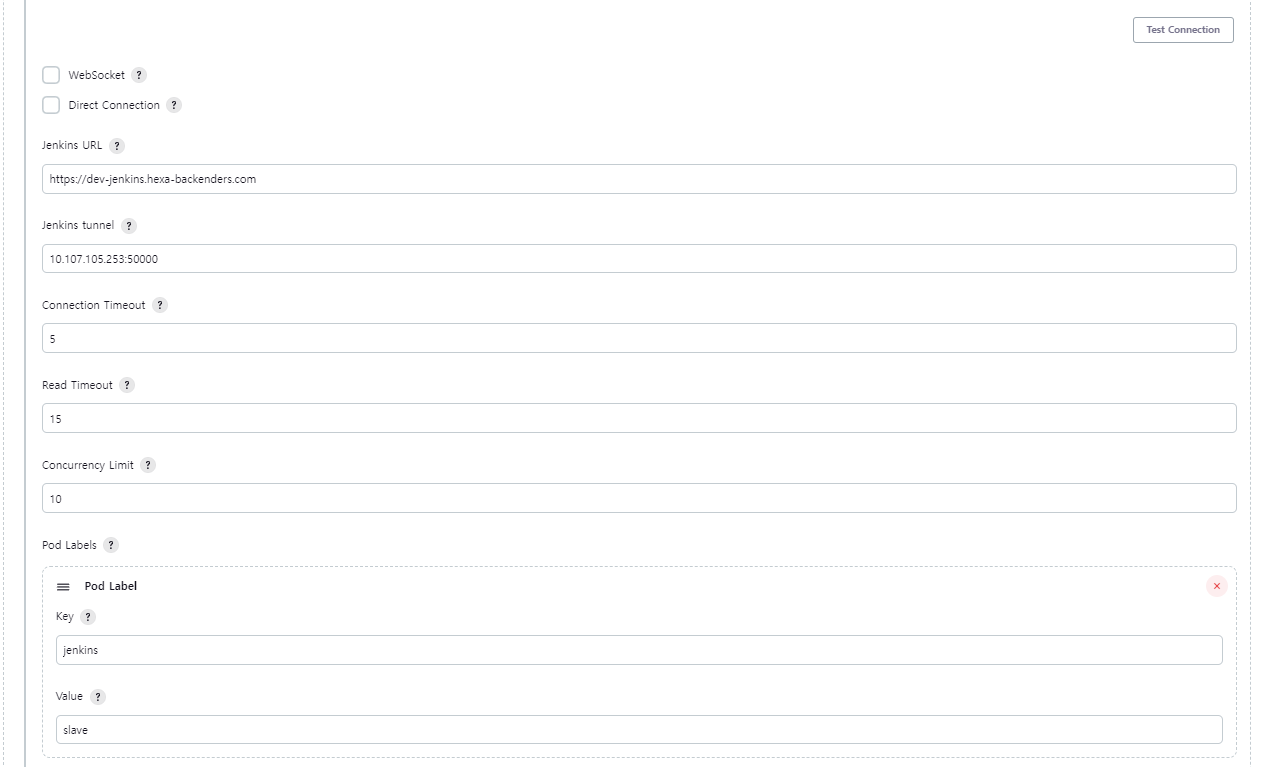 Test Connection
WebSocket ?
Direct Connection ?
Jenkins URL ?
https://dev-jenkins.hexa-backenders.com
Jenkins tunnel ?
10.107.105.253:50000
Connection Timeout ?
5
Read Timeout ?
15
Concurrency Limit ?
10
Pod Labels ?
Pod Label
Key ?
jenkins
Value ?
slave